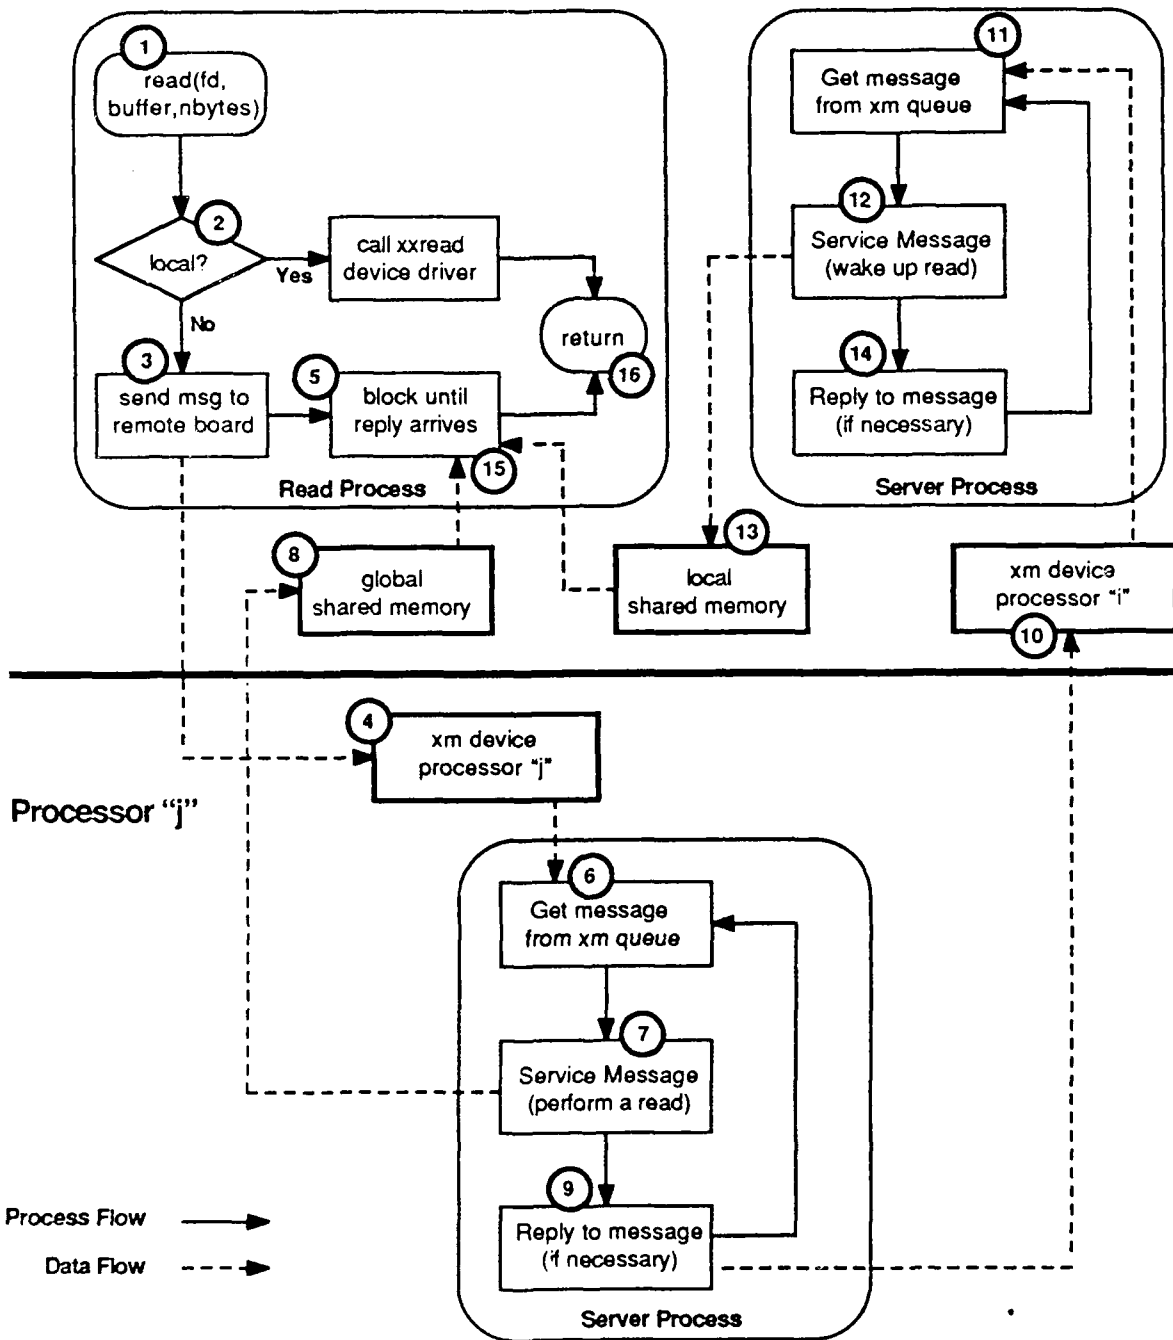 1
read(fd,
buffer,nbytes)
2
local?
Yes
No
call xxread
device driver
return
16
3
send msg to
remote board
5
block until
reply arrives
15
Read Process
11
Get message
from xm queue
12
Service Message
(wake up read)
14
Reply to message
(if necessary)
Server Process
8
global
shared memory
13
local
shared memory
xm device
processor "i"
10
4
xm device
processor "j"
Processor "j"
6
Get message
from xm queue
7
Service Message
(perform a read)
9
Reply to message
(if necessary)
Server Process
Process Flow
Data Flow